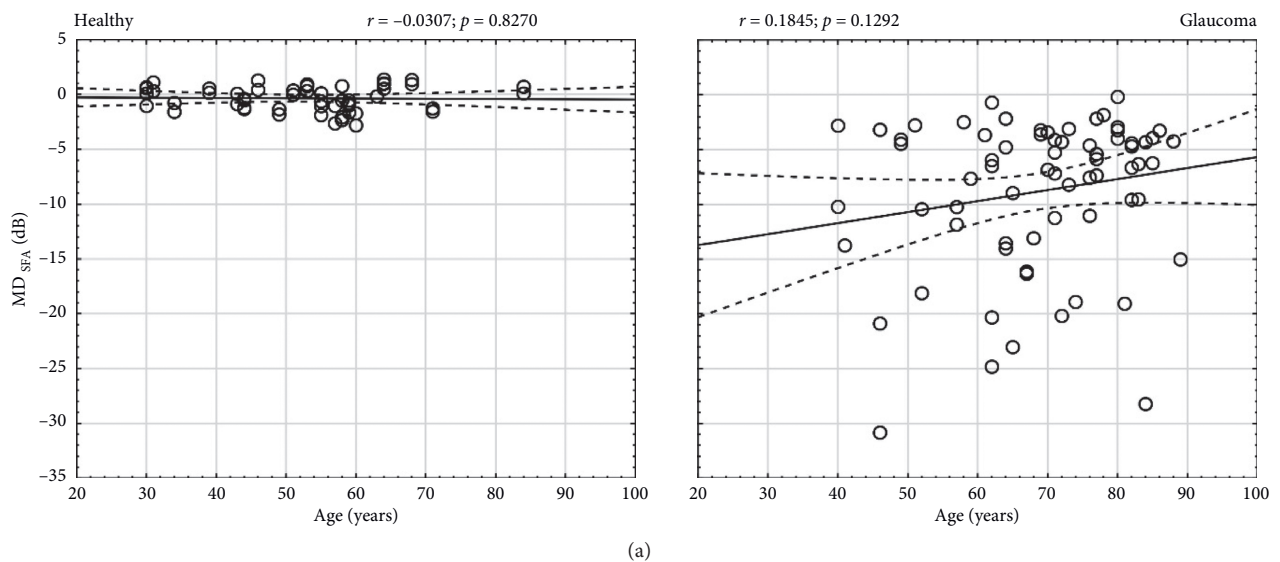 Healthy
r = –0.0307; p = 0.8270
r = 0.1845; p = 0.1292
Glaucoma
MD SFA (dB)
5
0
–5
–10
–15
–20
–25
–30
–35
20 30 40 50 60 70 80 90 100
Age (years)
20 30 40 50 60 70 80 90 100
Age (years)
(a)